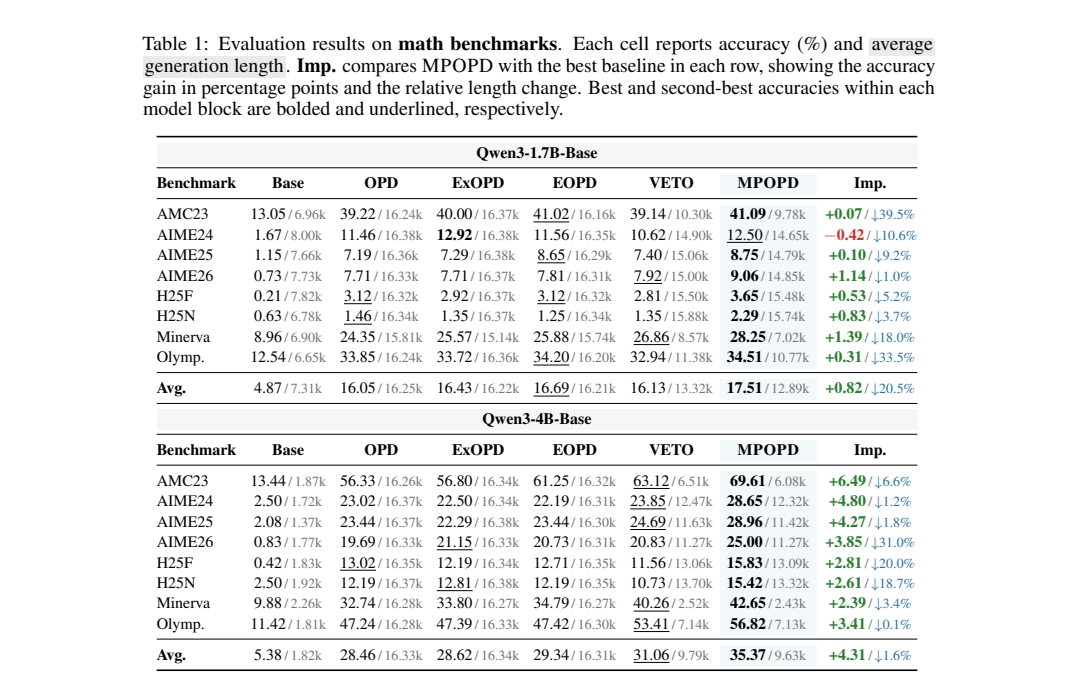 Table 1: Evaluation results on math benchmarks. Each cell reports accuracy (%) and average
generation length. Imp. compares MPOPD with the best baseline in each row, showing the accuracy
gain in percentage points and the relative length change. Best and second-best accuracies within each
model block are bolded and underlined, respectively.
Qwen3-1.7B-Base
Benchmark Base OPD ExOPD EOPD VETO MPOPD Imp.
AMC23 13.05/6.96k 39.22/16.24k 40.00/16.37k 41.02/16.16k 39.14/10.30k 41.09/9.78k +0.07/↓39.5%
AIME24 1.67/8.00k 11.46/16.38k 12.92/16.38k 11.56/16.35k 10.62/14.90k 12.50/14.65k −0.42/↓10.6%
AIME25 1.15/7.66k 7.19/16.36k 7.29/16.38k 8.65/16.29k 7.40/15.06k 8.75/14.79k +0.10/↓9.2%
AIME26 0.73/7.73k 7.71/16.33k 7.71/16.37k 7.81/16.31k 7.92/15.00k 9.06/14.85k +1.14/↓1.0%
H25F 0.21/7.82k 3.12/16.32k 2.92/16.37k 3.12/16.32k 2.81/15.50k 3.65/15.48k +0.53/↓5.2%
H25N 0.63/6.78k 1.46/16.34k 1.35/16.37k 1.25/16.34k 1.35/15.88k 2.29/15.74k +0.83/↓3.7%
Minerva 8.96/6.90k 24.35/15.81k 25.57/15.14k 25.88/15.74k 26.86/8.57k 28.25/7.02k +1.39/↓18.0%
Olymp. 12.54/6.65k 33.85/16.24k 33.72/16.36k 34.20/16.20k 32.94/11.38k 34.51/10.77k +0.31/↓33.5%
Avg. 4.87/7.31k 16.05/16.25k 16.43/16.22k 16.69/16.21k 16.13/13.32k 17.51/12.89k +0.82/↓20.5%
Qwen3-4B-Base
Benchmark Base OPD ExOPD EOPD VETO MPOPD Imp.
AMC23 13.44/1.87k 56.33/16.26k 56.80/16.34k 61.25/16.32k 63.12/6.51k 69.61/6.08k +6.49/↓6.6%
AIME24 2.50/1.72k 23.02/16.37k 22.50/16.34k 22.19/16.31k 23.85/12.47k 28.65/12.32k +4.80/↓1.2%
AIME25 2.08/1.37k 23.44/16.37k 22.29/16.38k 23.44/16.30k 24.69/11.63k 28.96/11.42k +4.27/↓1.8%
AIME26 0.83/1.77k 19.69/16.33k 21.15/16.33k 20.73/16.31k 20.83/11.27k 25.00/11.27k +3.85/↓31.0%
H25F 0.42/1.83k 13.02/16.35k 12.19/16.34k 12.71/16.35k 11.56/13.06k 15.83/13.09k +2.81/↓20.0%
H25N 2.50/1.92k 12.19/16.37k 12.81/16.38k 12.19/16.35k 10.73/13.70k 15.42/13.32k +2.61/↓18.7%
Minerva 9.88/2.26k 32.74/16.28k 33.80/16.27k 34.79/16.27k 40.26/2.52k 42.65/2.43k +2.39/↓3.4%
Olymp. 11.42/1.81k 47.24/16.28k 47.39/16.33k 47.42/16.30k 53.41/7.14k 56.82/7.13k +3.41/↓0.1%
Avg. 5.38/1.82k 28.46/16.33k 28.62/16.34k 29.34/16.31k 31.06/9.79k 35.37/9.63k +4.31/↓1.6%